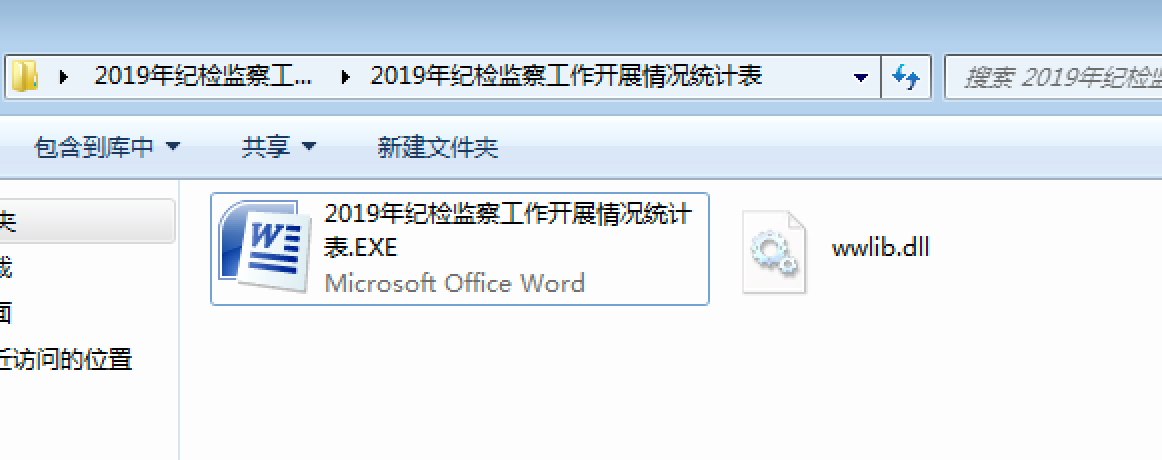 2019年纪检监察工... 2019年纪检监察工作开展情况统计表 搜索 2019年纪检监
包含到库中 共享 新建文件夹
夹
2019年纪检监察工作开展情况统计
表.EXE
Microsoft Office Word
wwlib.dll
载
面
近访问的位置